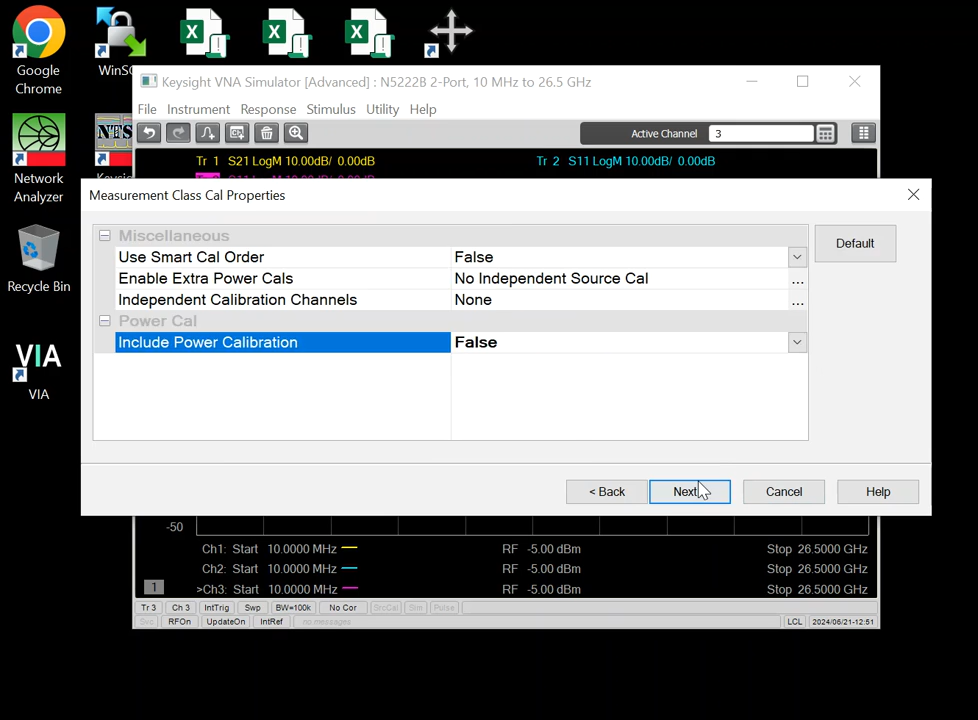 Google
Chrome
WinSC
Network
Analyzer
NTS
Keysig
Recycle Bin
VIA
VIA
Keysight VNA Simulator [Advanced] : N5222B 2-Port, 10 MHz to 26.5 GHz
File Instrument Response Stimulus Utility Help
Active Channel 3
Tr 1 S21 LogM 10.00dB/ 0.00dB
Tr 2 S11 LogM 10.00dB/ 0.00dB
Measurement Class Cal Properties
Miscellaneous
Default
Use Smart Cal Order False
Enable Extra Power Cals No Independent Source Cal ...
Independent Calibration Channels None ...
Power Cal
Include Power Calibration False
< Back Next Cancel Help
-50
Ch1: Start 10.0000 MHz RF -5.00 dBm Stop 26.5000 GHz
Ch2: Start 10.0000 MHz RF -5.00 dBm Stop 26.5000 GHz
1 >Ch3: Start 10.0000 MHz RF -5.00 dBm Stop 26.5000 GHz
Tr 3 Ch 3 IntTrig Swp BW=100k No Cor SrcCal Sim Pulse
Svc RFOn UpdateOn IntRef no messages LCL 2024/06/21-12:51